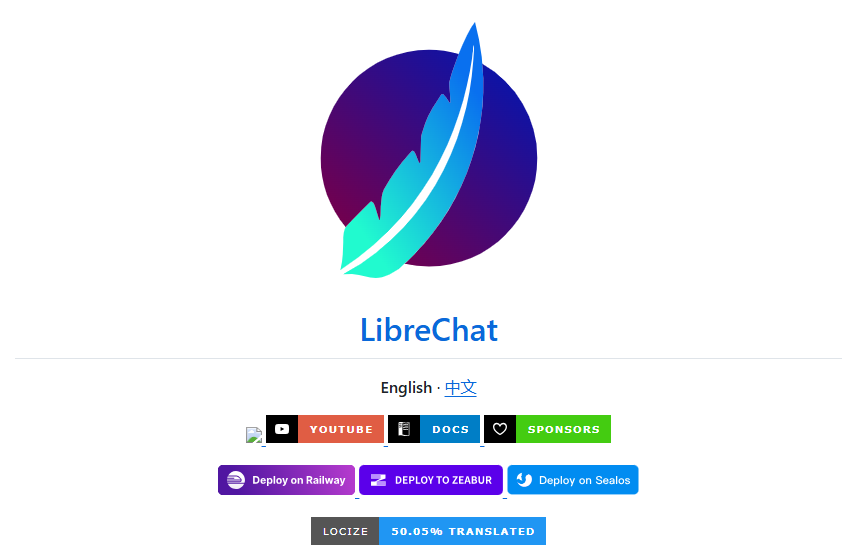 LibreChat
English · 中文
YOUTUBE DOCS SPONSORS
Deploy on Railway DEPLOY TO ZEABUR Deploy on Sealos
LOCIZE 50.05% TRANSLATED